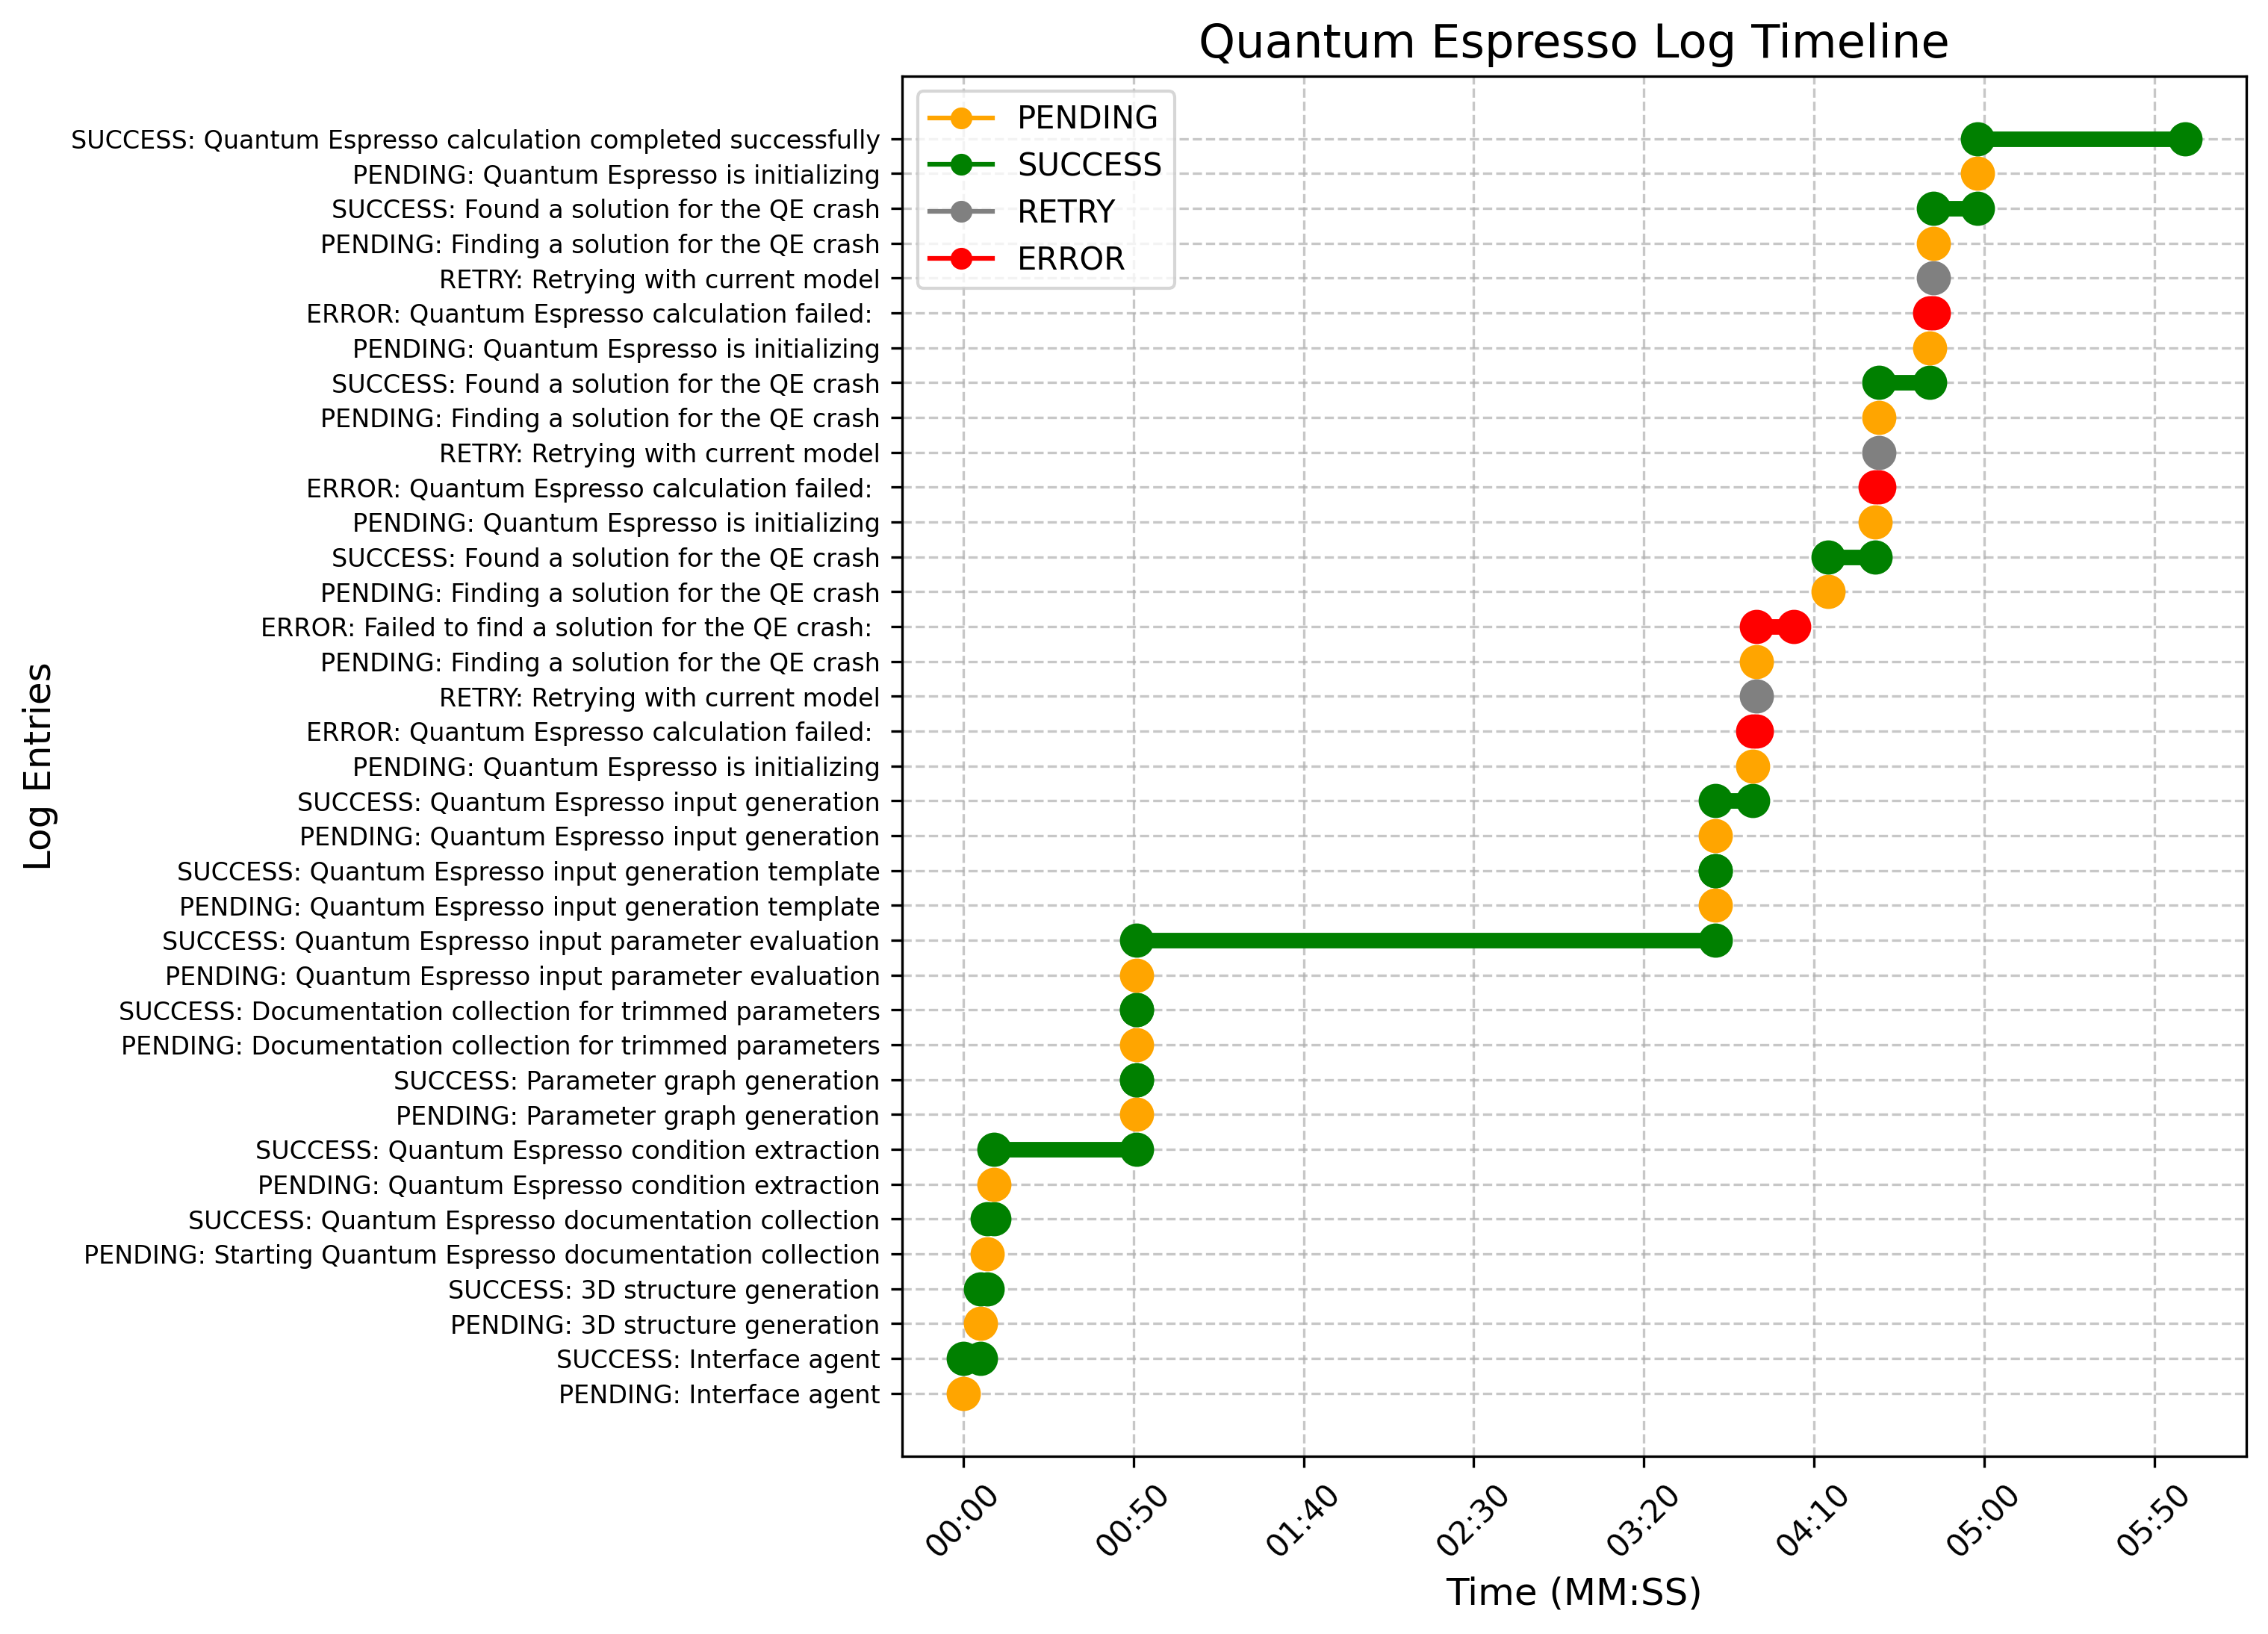 Quantum Espresso Log Timeline
PENDING
SUCCESS
RETRY
ERROR
SUCCESS: Quantum Espresso calculation completed successfully
PENDING: Quantum Espresso is initializing
SUCCESS: Found a solution for the QE crash
PENDING: Finding a solution for the QE crash
RETRY: Retrying with current model
ERROR: Quantum Espresso calculation failed:
PENDING: Quantum Espresso is initializing
SUCCESS: Found a solution for the QE crash
PENDING: Finding a solution for the QE crash
RETRY: Retrying with current model
ERROR: Quantum Espresso calculation failed:
PENDING: Quantum Espresso is initializing
SUCCESS: Found a solution for the QE crash
PENDING: Finding a solution for the QE crash
ERROR: Failed to find a solution for the QE crash:
PENDING: Finding a solution for the QE crash
RETRY: Retrying with current model
ERROR: Quantum Espresso calculation failed:
PENDING: Quantum Espresso is initializing
SUCCESS: Quantum Espresso input generation
PENDING: Quantum Espresso input generation
SUCCESS: Quantum Espresso input generation template
PENDING: Quantum Espresso input generation template
SUCCESS: Quantum Espresso input parameter evaluation
PENDING: Quantum Espresso input parameter evaluation
SUCCESS: Documentation collection for trimmed parameters
PENDING: Documentation collection for trimmed parameters
SUCCESS: Parameter graph generation
PENDING: Parameter graph generation
SUCCESS: Quantum Espresso condition extraction
PENDING: Quantum Espresso condition extraction
SUCCESS: Quantum Espresso documentation collection
PENDING: Starting Quantum Espresso documentation collection
SUCCESS: 3D structure generation
PENDING: 3D structure generation
SUCCESS: Interface agent
PENDING: Interface agent
Log Entries
00:00
00:50
01:40
02:30
03:20
04:10
05:00
05:50
Time (MM:SS)